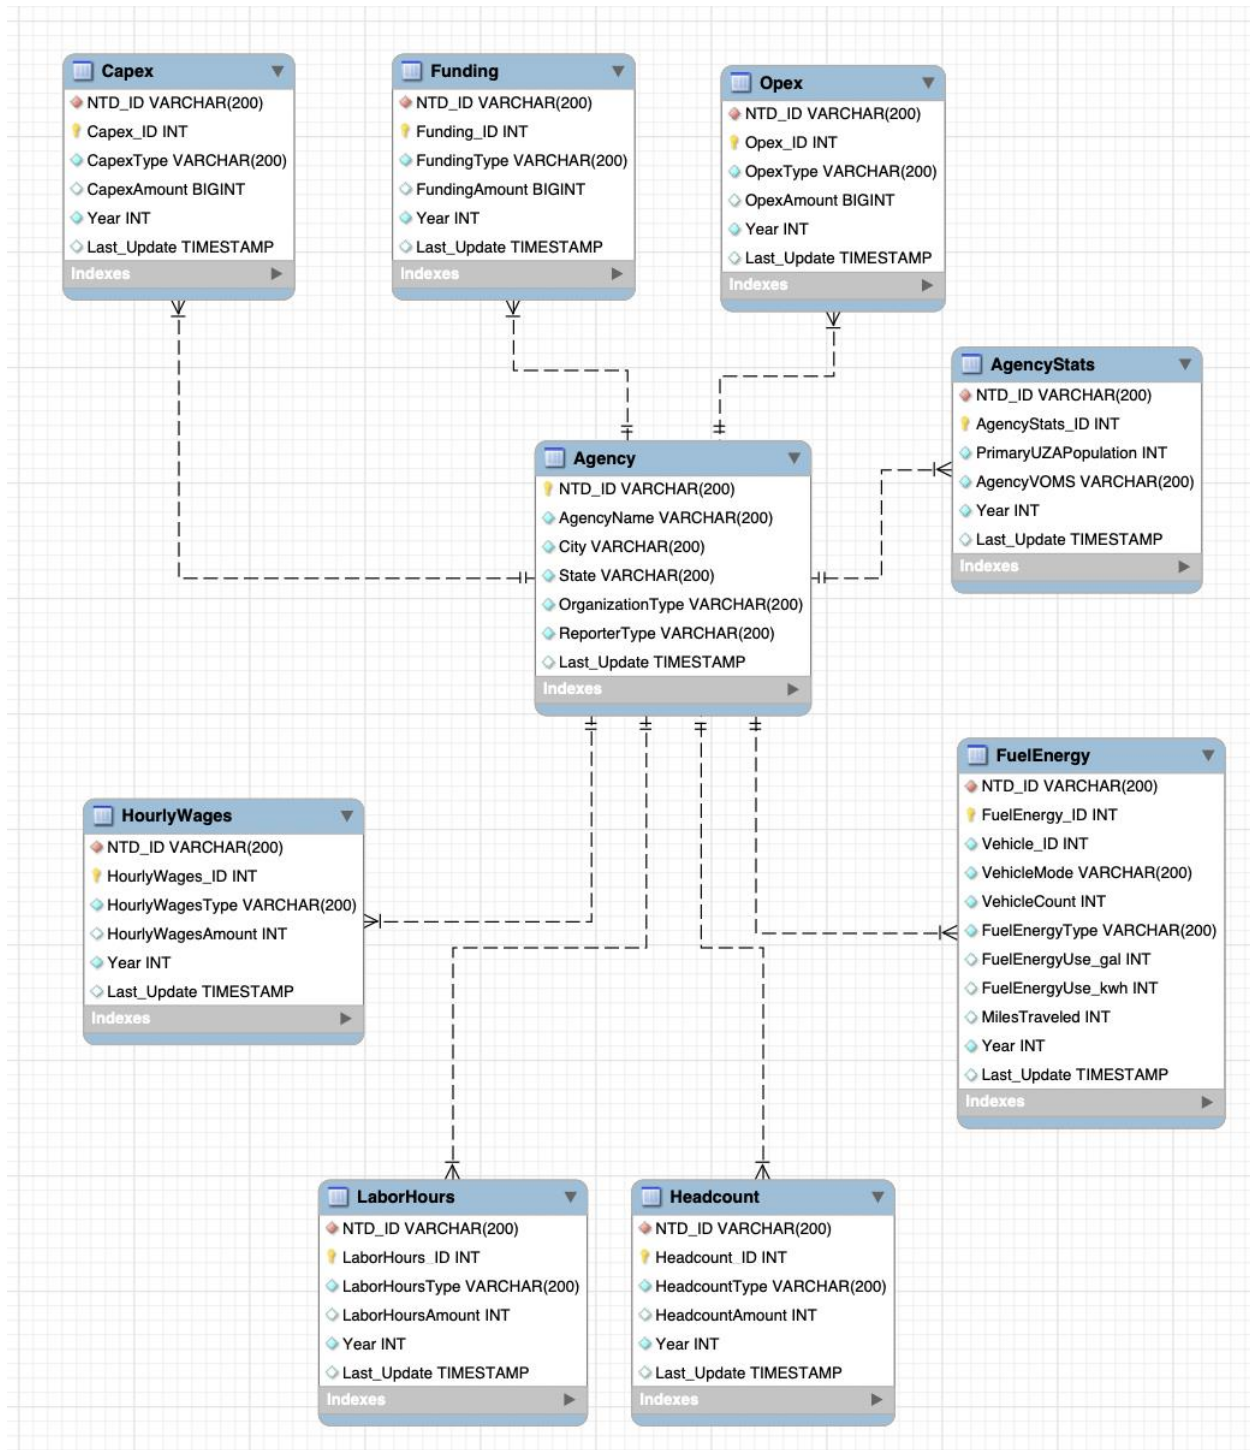 Capex
NTD_ID VARCHAR(200)
Capex_ID INT
CapexType VARCHAR(200)
CapexAmount BIGINT
Year INT
Last_Update TIMESTAMP
Indexes
Funding
NTD_ID VARCHAR(200)
Funding_ID INT
FundingType VARCHAR(200)
FundingAmount BIGINT
Year INT
Last_Update TIMESTAMP
Indexes
Opex
NTD_ID VARCHAR(200)
Opex_ID INT
OpexType VARCHAR(200)
OpexAmount BIGINT
Year INT
Last_Update TIMESTAMP
Indexes
AgencyStats
NTD_ID VARCHAR(200)
AgencyStats_ID INT
PrimaryUZAPopulation INT
AgencyVOMS VARCHAR(200)
Year INT
Last_Update TIMESTAMP
Indexes
Agency
NTD_ID VARCHAR(200)
AgencyName VARCHAR(200)
City VARCHAR(200)
State VARCHAR(200)
OrganizationType VARCHAR(200)
ReporterType VARCHAR(200)
Last_Update TIMESTAMP
Indexes
FuelEnergy
NTD_ID VARCHAR(200)
FuelEnergy_ID INT
Vehicle_ID INT
VehicleMode VARCHAR(200)
VehicleCount INT
FuelEnergyType VARCHAR(200)
FuelEnergyUse_gal INT
FuelEnergyUse_kwh INT
MilesTraveled INT
Year INT
Last_Update TIMESTAMP
Indexes
HourlyWages
NTD_ID VARCHAR(200)
HourlyWages_ID INT
HourlyWagesType VARCHAR(200)
HourlyWagesAmount INT
Year INT
Last_Update TIMESTAMP
Indexes
LaborHours
NTD_ID VARCHAR(200)
LaborHours_ID INT
LaborHoursType VARCHAR(200)
LaborHoursAmount INT
Year INT
Last_Update TIMESTAMP
Indexes
Headcount
NTD_ID VARCHAR(200)
Headcount_ID INT
HeadcountType VARCHAR(200)
HeadcountAmount INT
Year INT
Last_Update TIMESTAMP
Indexes